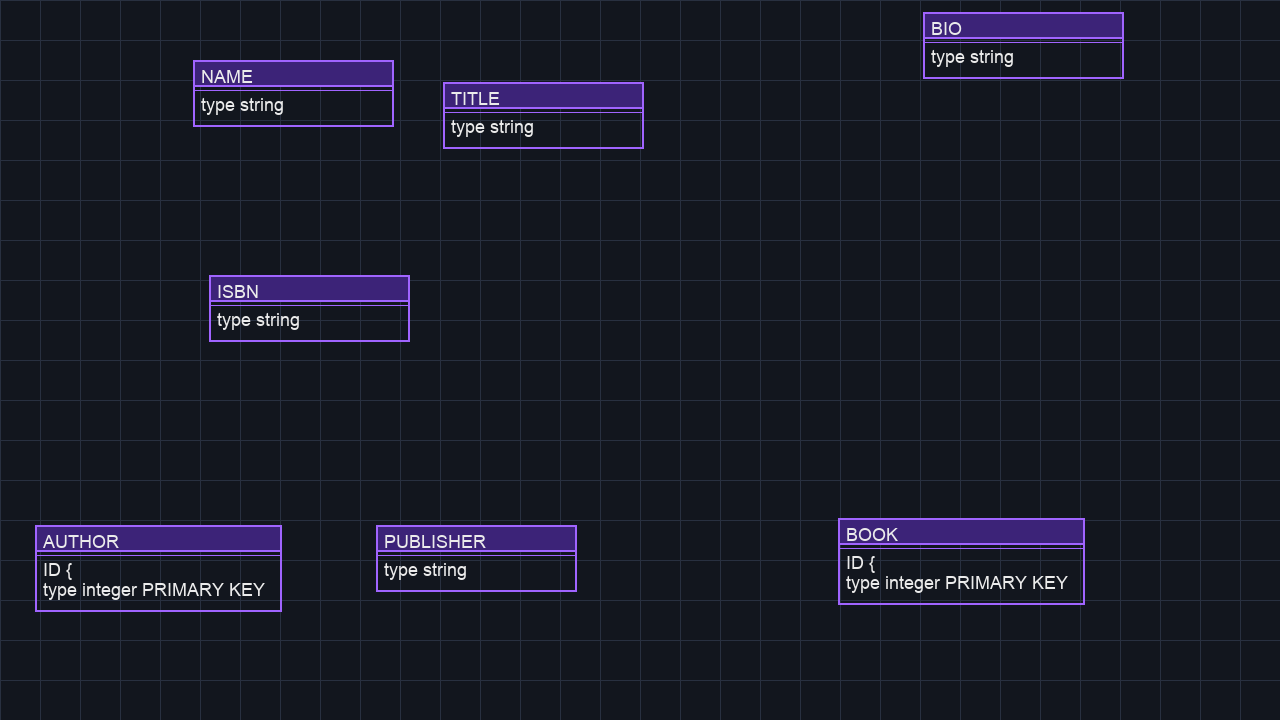 BIO
type string
NAME
type string
TITLE
type string
ISBN
type string
AUTHOR
ID {
type integer PRIMARY KEY
PUBLISHER
type string
BOOK
ID {
type integer PRIMARY KEY